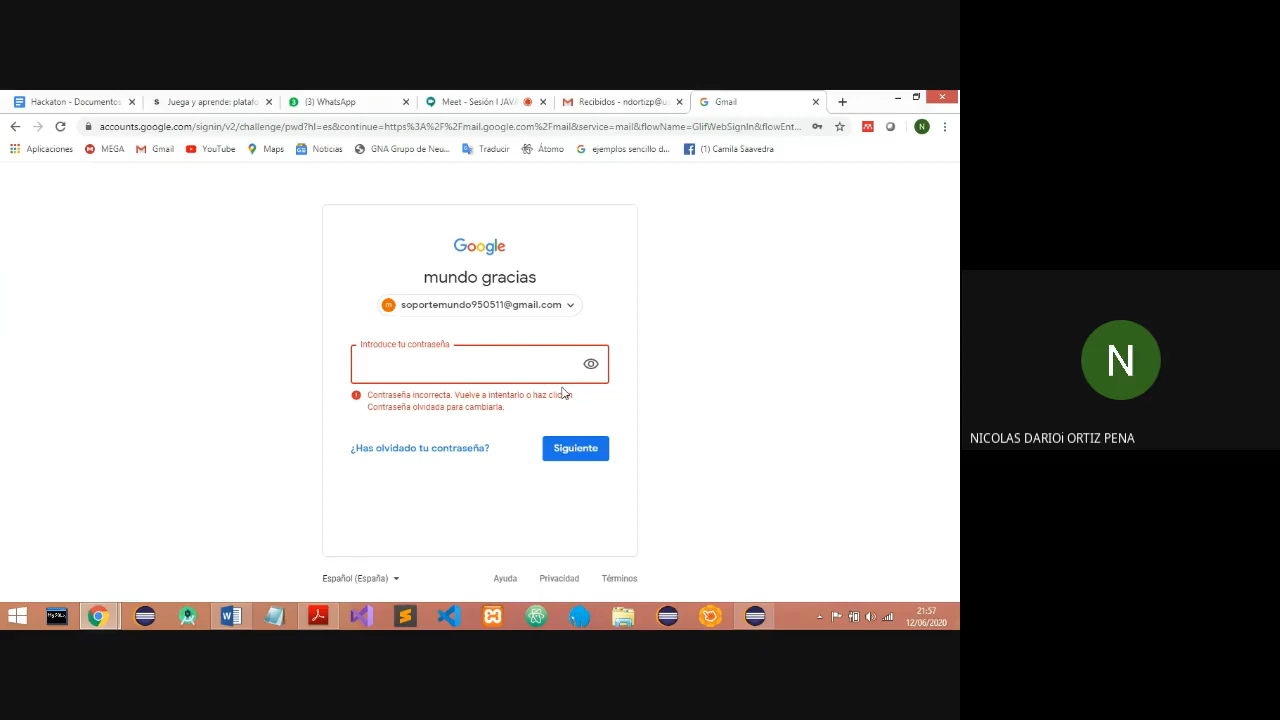 Hackaton - Documentos
Juega y aprende: platafo
(3) WhatsApp
Meet - Sesión I JAVA
Recibidos - ndortizp@u
Gmail
accounts.google.com/signin/v2/challenge/pwd?hl=es&continue=https%3A%2F%2Fmail.google.com%2Fmail&service=mail&flowName=GlifWebSignIn&flowEnt...
N
Aplicaciones
MEGA
Gmail
YouTube
Maps
Noticias
GNA Grupo de Neu...
Traducir
Átomo
ejemplos sencillo d...
(1) Camila Saavedra
Google
mundo gracias
m soportemundo950511@gmail.com
Introduce tu contraseña
Contraseña incorrecta. Vuelve a intentarlo o haz clic en
Contraseña olvidada para cambiarla.
¿Has olvidado tu contraseña?
Siguiente
Español (España)
Ayuda
Privacidad
Términos
21:57
12/06/2020
N
NICOLAS DARIOi ORTIZ PENA